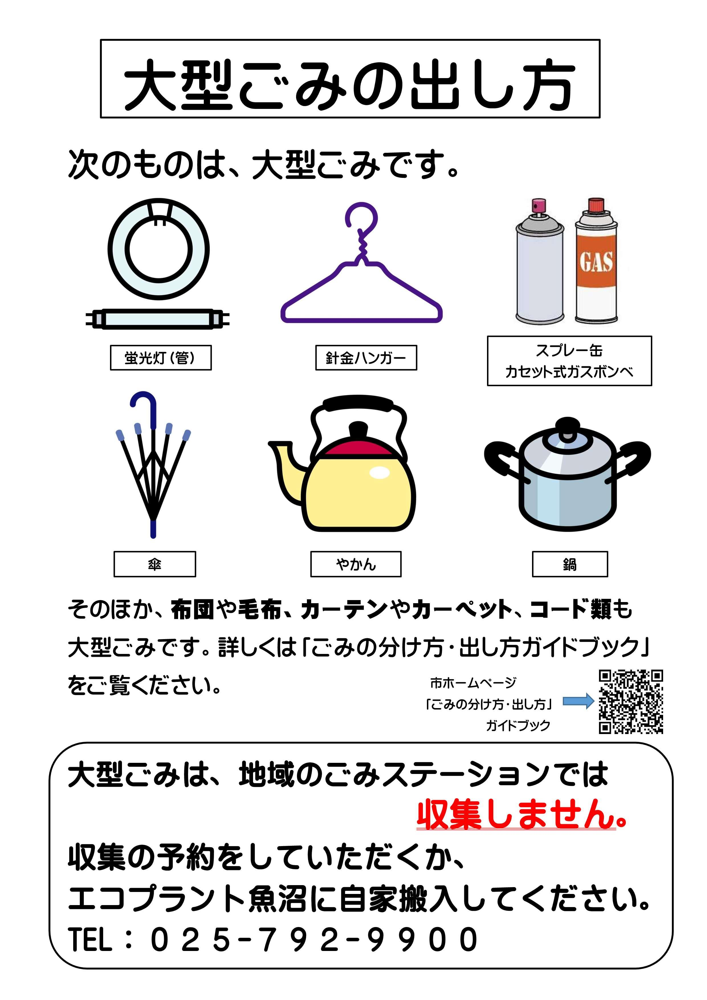 大型ごみの出し方
次のものは、大型ごみです。
GAS
蛍光灯(管)
針金ハンガー
スプレー缶
カセット式ガスボンベ
傘
やかん
鍋
そのほか、布団や毛布、カーテンやカーペット、コード類も
大型ごみです。詳しくは「ごみの分け方・出し方ガイドブック」
をご覧ください。
市ホームページ
「ごみの分け方・出し方」
ガイドブック
大型ごみは、地域のごみステーションでは
収集しません。
収集の予約をしていただくか、
エコプラント魚沼に自家搬入してください。
TEL:025-792-9900